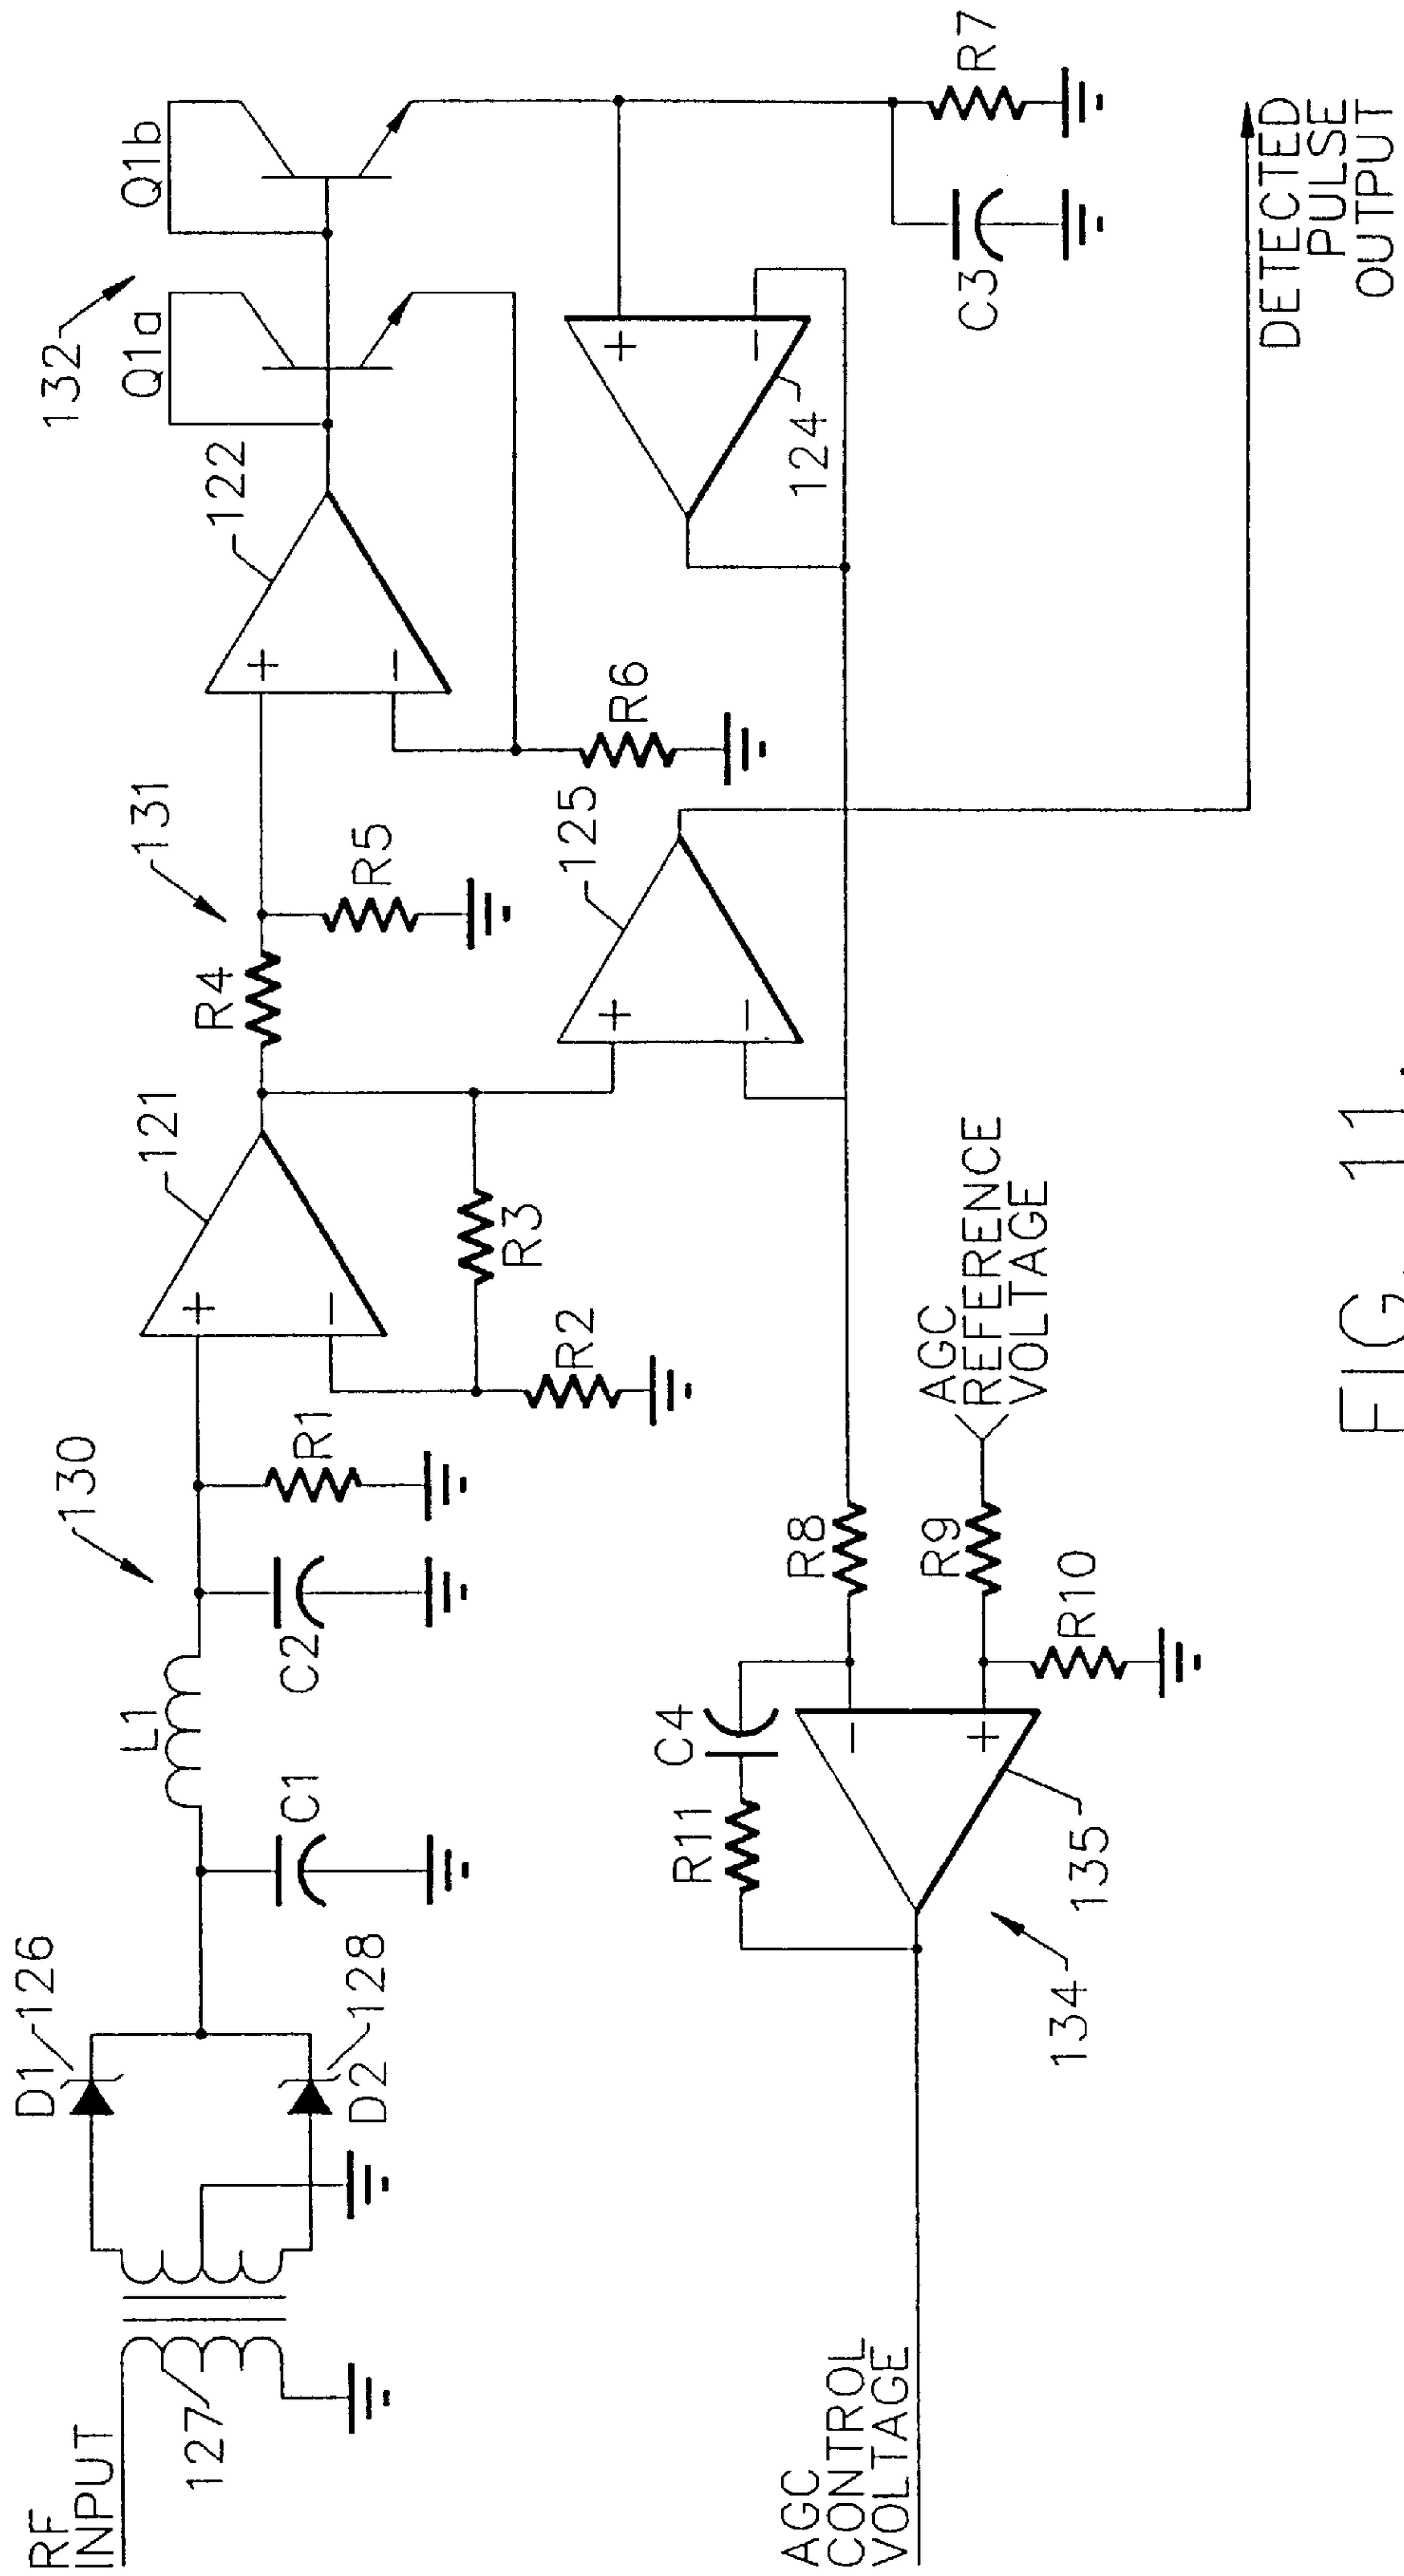 RF
INPUT
127
D1
126
128
D2
C1
L1
C2
130
R1
R2
R3
121
+
−
R4
131
R5
R6
122
+
−
132
Q1a
Q1b
R7
C3
124
+
−
125
+
−
DETECTED
PULSE
OUTPUT
AGC
CONTROL
VOLTAGE
134
135
−
+
R11
C4
R8
R9
R10
AGC
REFERENCE
VOLTAGE
FIG. 11.